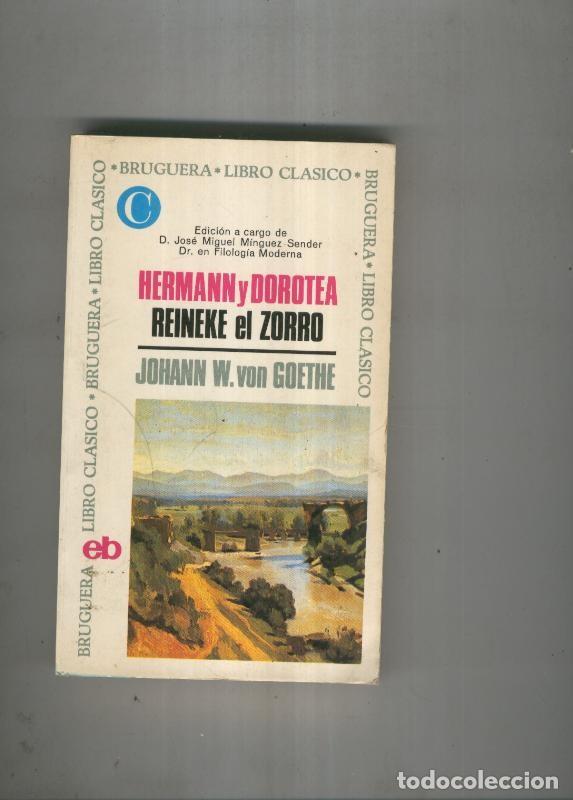 * BRUGUERA * LIBRO CLASICO *
BRUGUERA * LIBRO CLASICO
BRUGUERA * LIBRO CLASICO * BRUGUERA * LIBRO CLASICO
C
Edición a cargo de
D. José Miguel Mínguez Sender
Dr. en Filología Moderna
HERMANN y DOROTEA
REINEKE el ZORRO
JOHANN W. von GOETHE
eb
todocoleccion